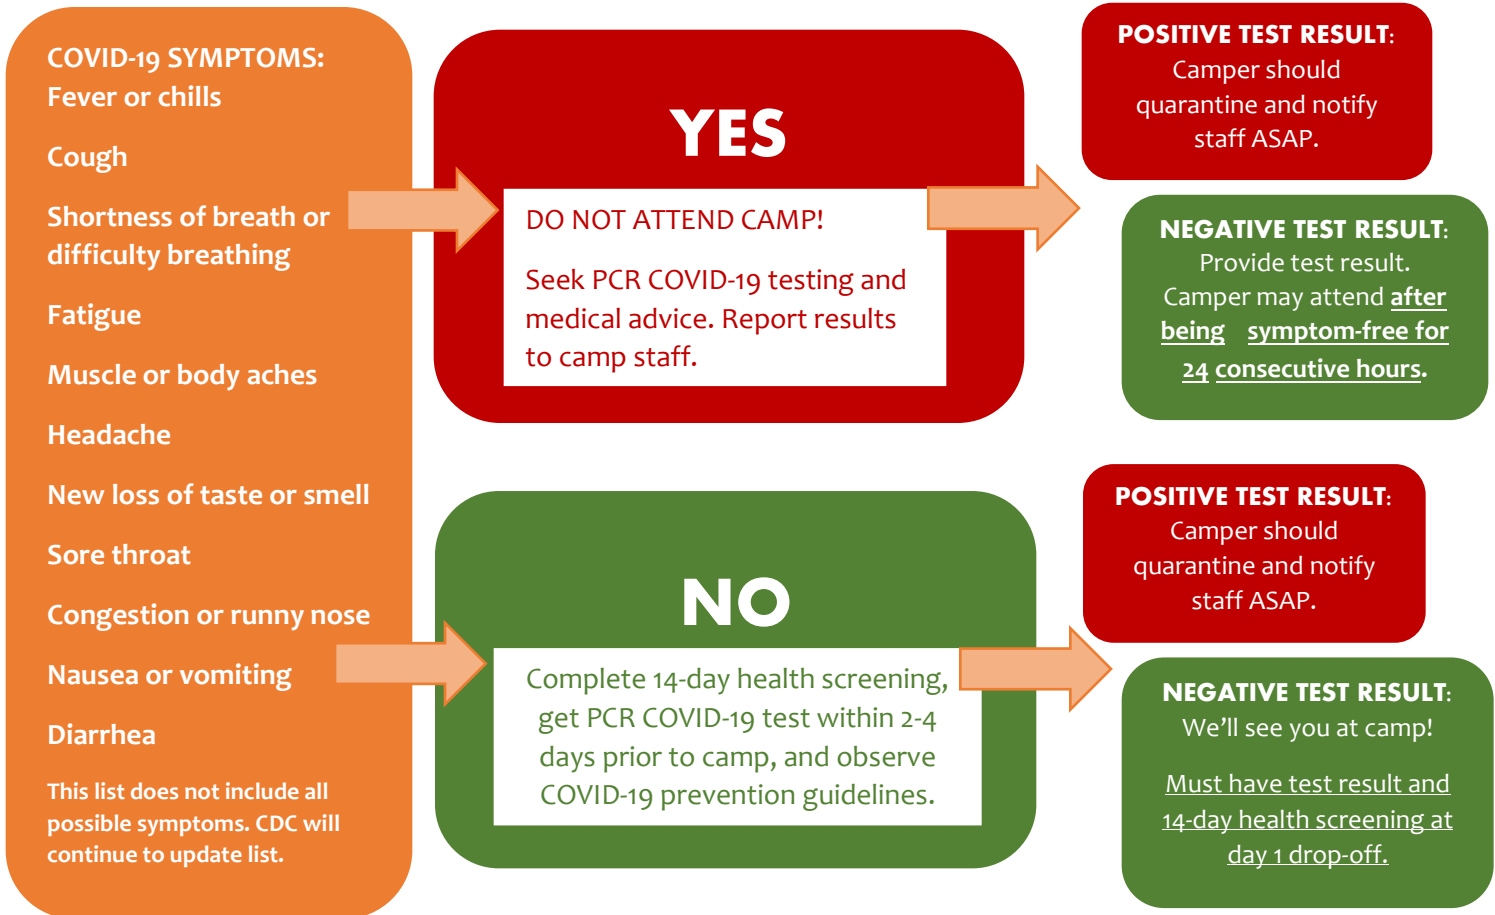 COVID-19 SYMPTOMS:
Fever or chills
Cough
Shortness of breath or
difficulty breathing
Fatigue
Muscle or body aches
Headache
New loss of taste or smell
Sore throat
Congestion or runny nose
Nausea or vomiting
Diarrhea
This list does not include all
possible symptoms. CDC will
continue to update list.
YES
DO NOT ATTEND CAMP!
Seek PCR COVID-19 testing and
medical advice. Report results
to camp staff.
POSITIVE TEST RESULT:
Camper should
quarantine and notify
staff ASAP.
NEGATIVE TEST RESULT:
Provide test result.
Camper may attend after
being symptom-free for
24 consecutive hours.
NO
Complete 14-day health screening,
get PCR COVID-19 test within 2-4
days prior to camp, and observe
COVID-19 prevention guidelines.
POSITIVE TEST RESULT:
Camper should
quarantine and notify
staff ASAP.
NEGATIVE TEST RESULT:
We'll see you at camp!
Must have test result and
14-day health screening at
day 1 drop-off.